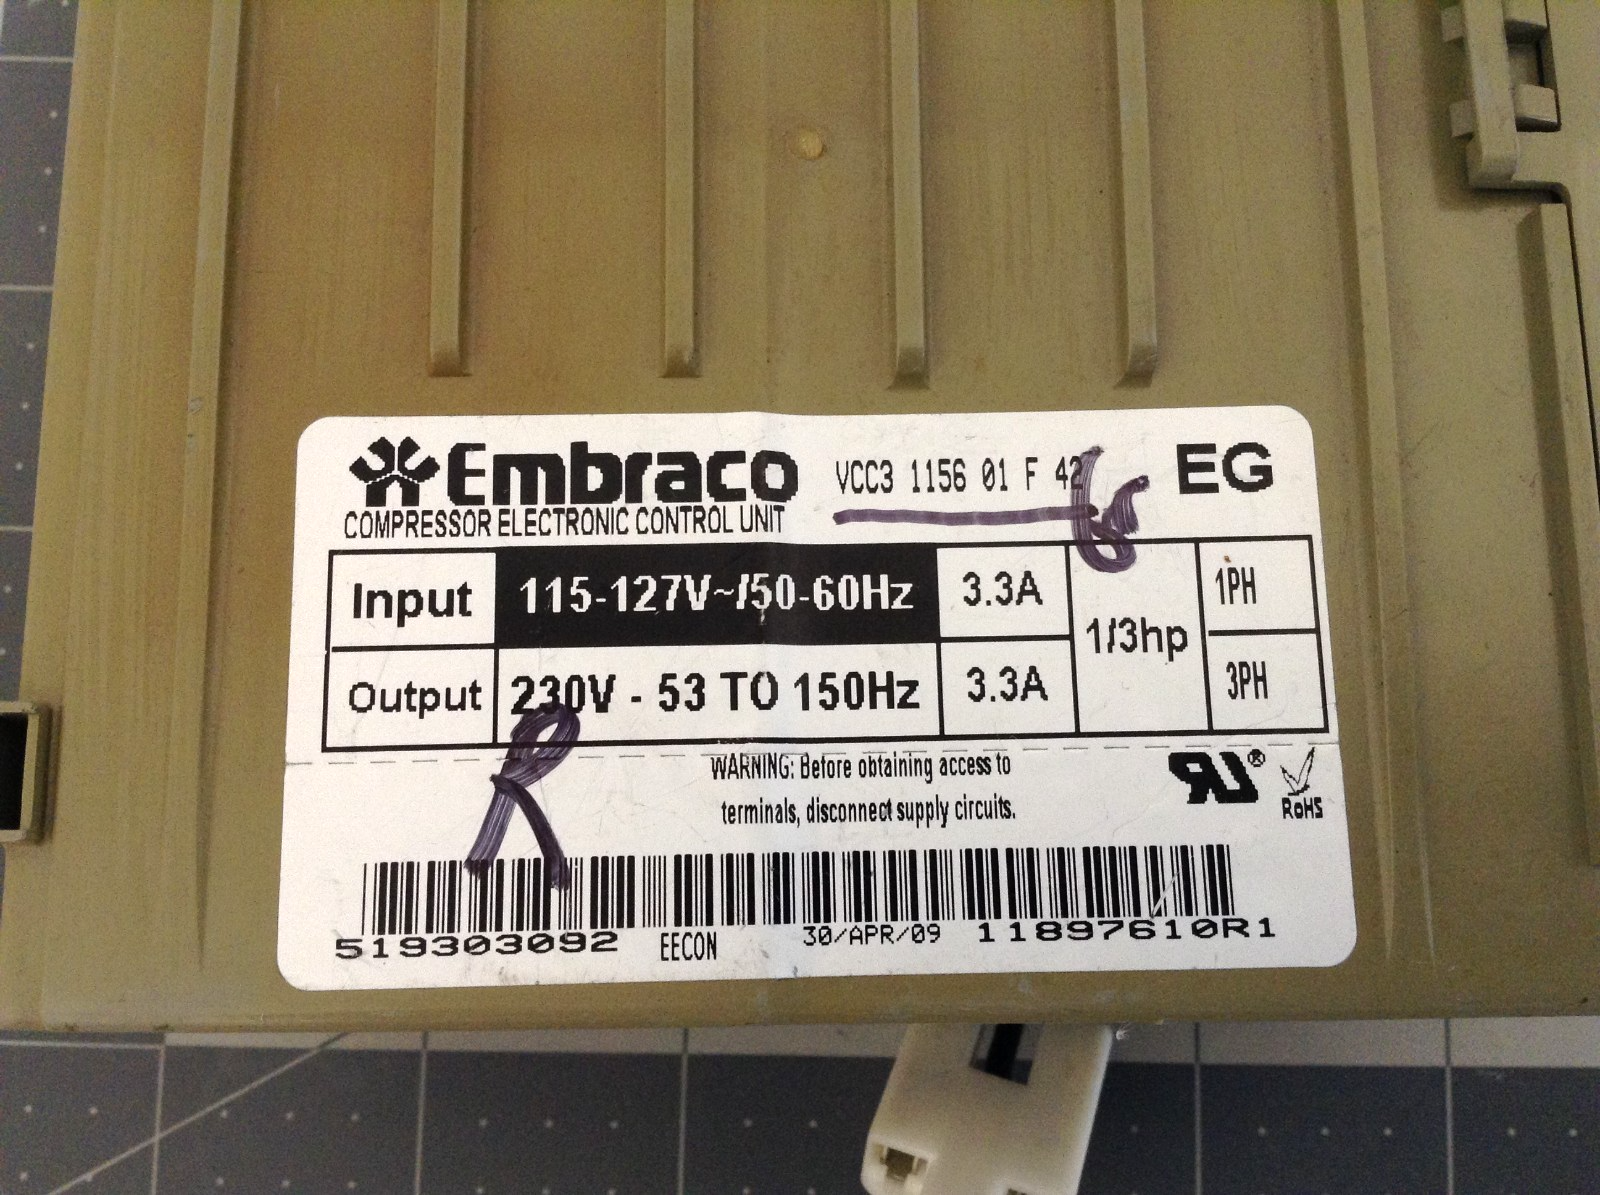 Embraco VCC3 1156 01 F 42 EG
COMPRESSOR ELECTRONIC CONTROL UNIT
Input 115-127V~/50-60Hz 3.3A 1/3hp 1PH
Output 230V - 53 TO 150Hz 3.3A 3PH
R
WARNING: Before obtaining access to
terminals, disconnect supply circuits.
RU® RoHS
519303092 EECON 30/APR/09 11897610R1